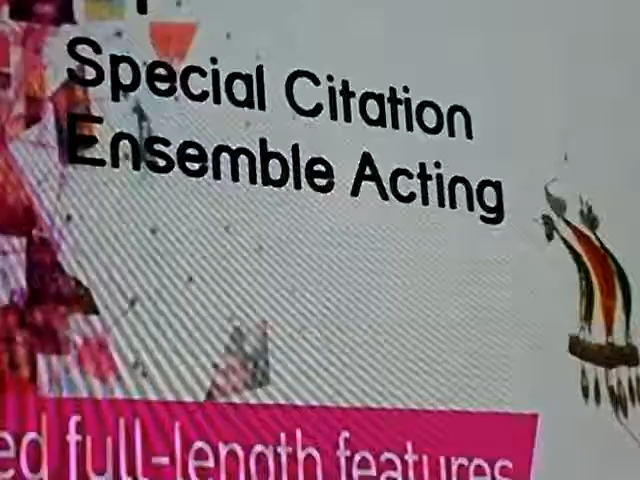 Special Citation
Ensemble Acting
ed full-length features